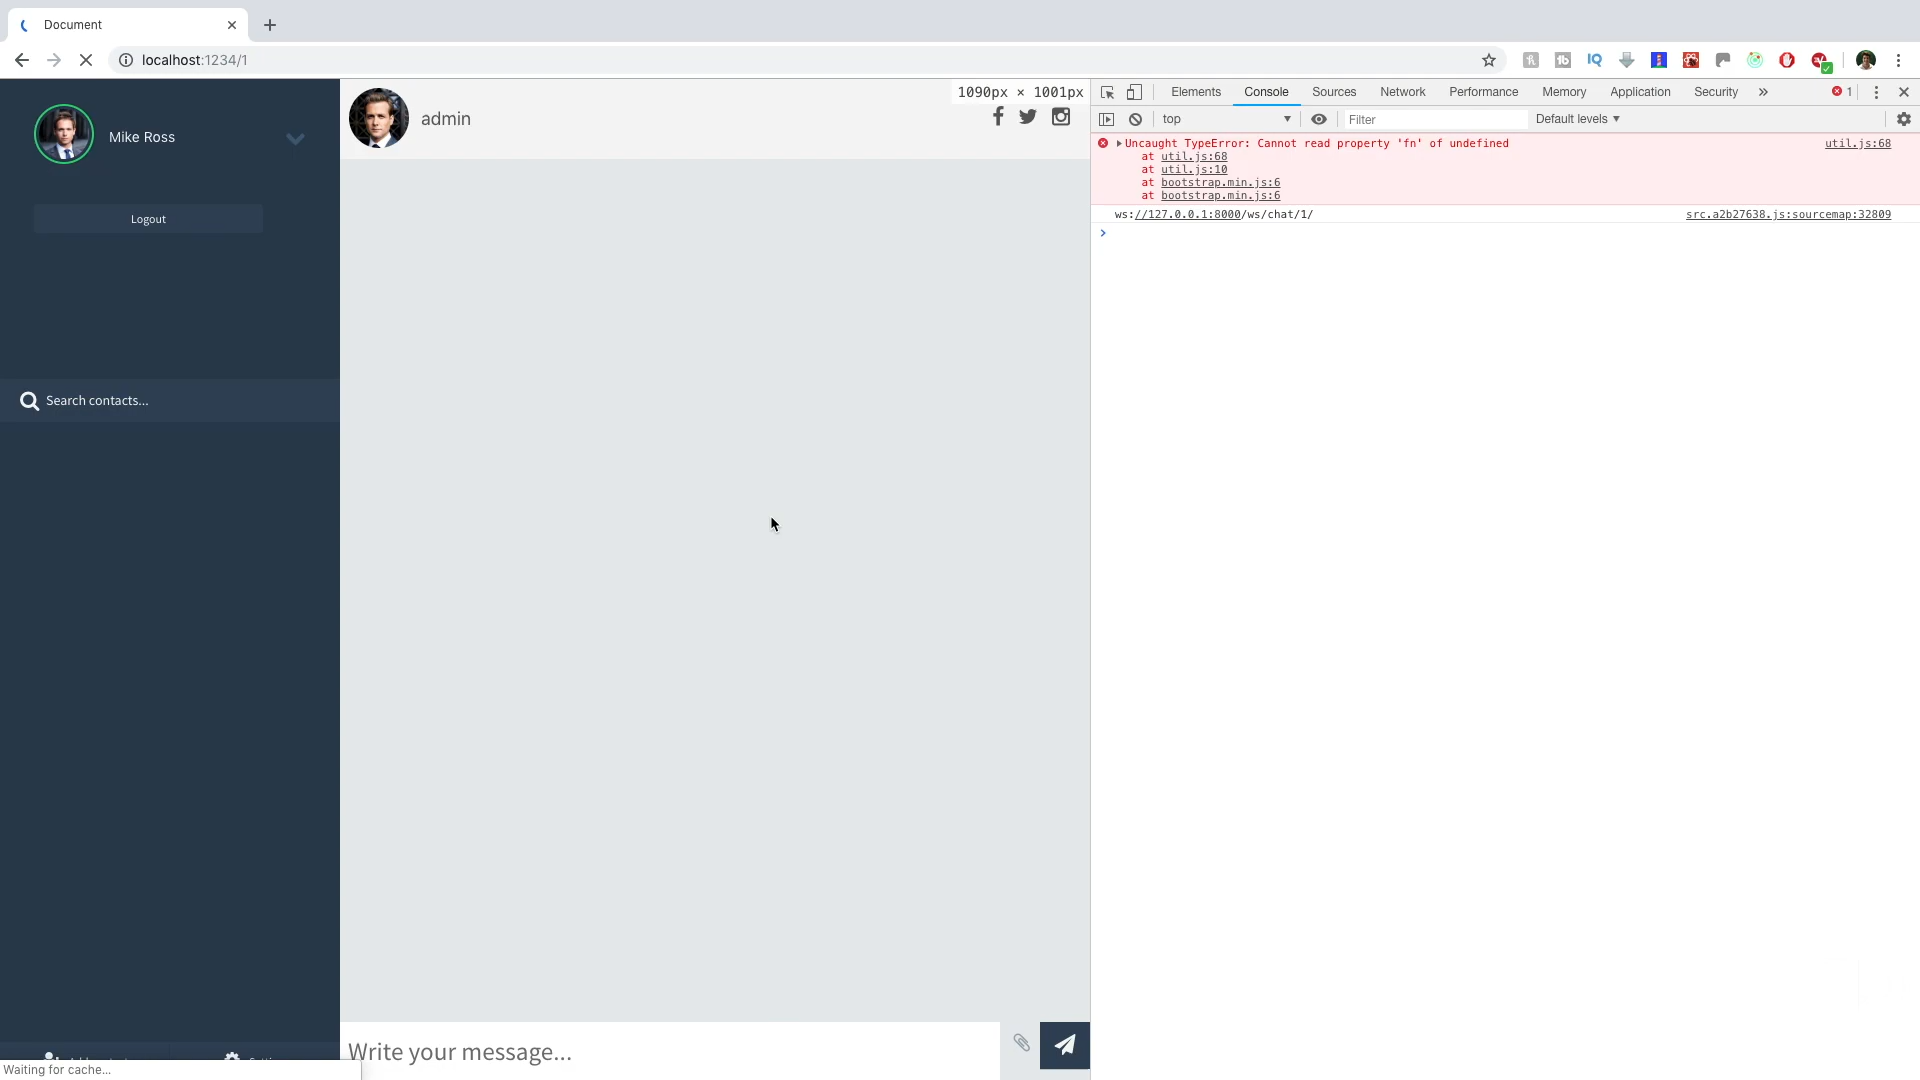 Document
localhost:1234/1
Mike Ross
Logout
Search contacts...
admin
1090px × 1001px
Write your message...
Waiting for cache...
Elements Console Sources Network Performance Memory Application Security » 1
top Filter Default levels
Uncaught TypeError: Cannot read property 'fn' of undefined util.js:68
at util.js:68
at util.js:10
at bootstrap.min.js:6
at bootstrap.min.js:6
ws://127.0.0.1:8000/ws/chat/1/ src.a2b27638.js:sourcemap:32809